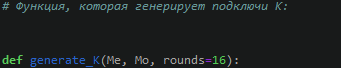 # Функция, которая генерирует подключи K:
def generate_K(Me, Mo, rounds=16):